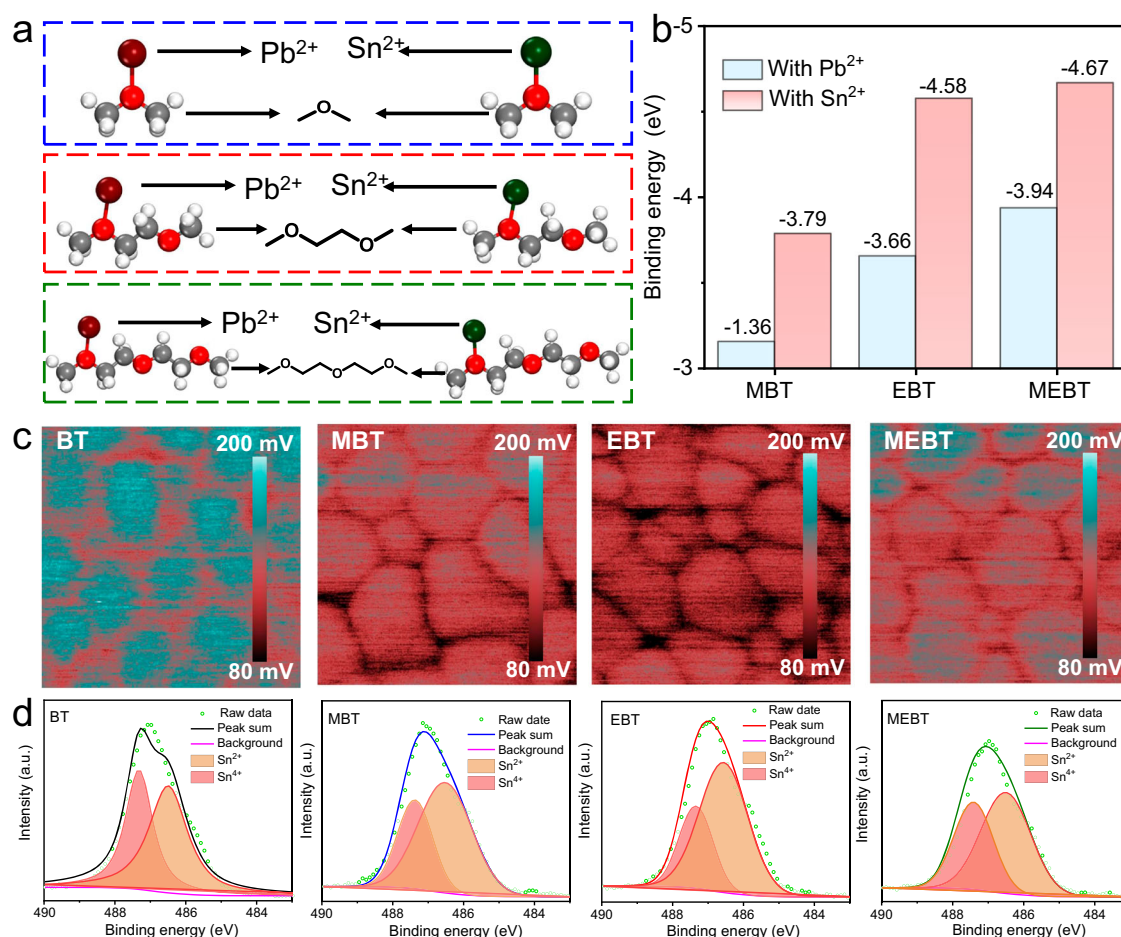 a
Pb²⁺ Sn²⁺
O
Pb²⁺ Sn²⁺
O O
Pb²⁺ Sn²⁺
O O O
b
Binding energy (eV)
-5
-4
-3
With Pb²⁺
With Sn²⁺
-1.36
-3.79
-3.66
-4.58
-3.94
-4.67
MBT EBT MEBT
c
BT
200 mV
80 mV
MBT
200 mV
80 mV
EBT
200 mV
80 mV
MEBT
200 mV
80 mV
d
BT
Raw data
Peak sum
Background
Sn²⁺
Sn⁴⁺
Intensity (a.u.)
490 488 486 484
Binding energy (eV)
MBT
Raw date
Peak sum
Background
Sn²⁺
Sn⁴⁺
Intensity (a.u.)
490 488 486 484
Binding energy (eV)
EBT
Raw data
Peak sum
Background
Sn²⁺
Sn⁴⁺
Intensity (a.u.)
490 488 486 484
Binding energy (eV)
MEBT
Raw data
Peak sum
Background
Sn²⁺
Sn⁴⁺
Intensity (a.u.)
490 488 486 484
Binding energy (eV)